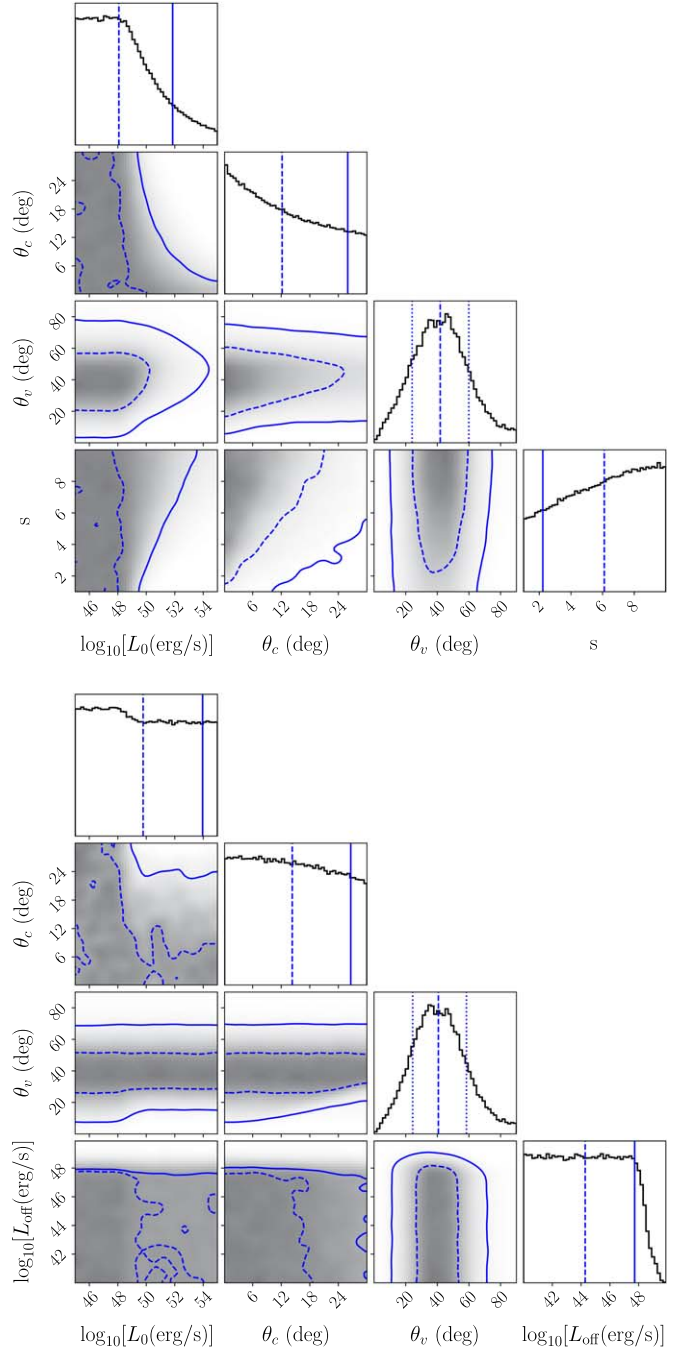 24
18
12
6
θc (deg)
80
60
40
20
θv (deg)
8
6
4
2
s
46 48 50 52 54
6 12 18 24
20 40 60 80
2 4 6 8
log10[L0(erg/s)]
θc (deg)
θv (deg)
s
24
18
12
6
θc (deg)
80
60
40
20
θv (deg)
48
46
44
42
log10[Loff(erg/s)]
46 48 50 52 54
6 12 18 24
20 40 60 80
42 44 46 48
log10[L0(erg/s)]
θc (deg)
θv (deg)
log10[Loff(erg/s)]